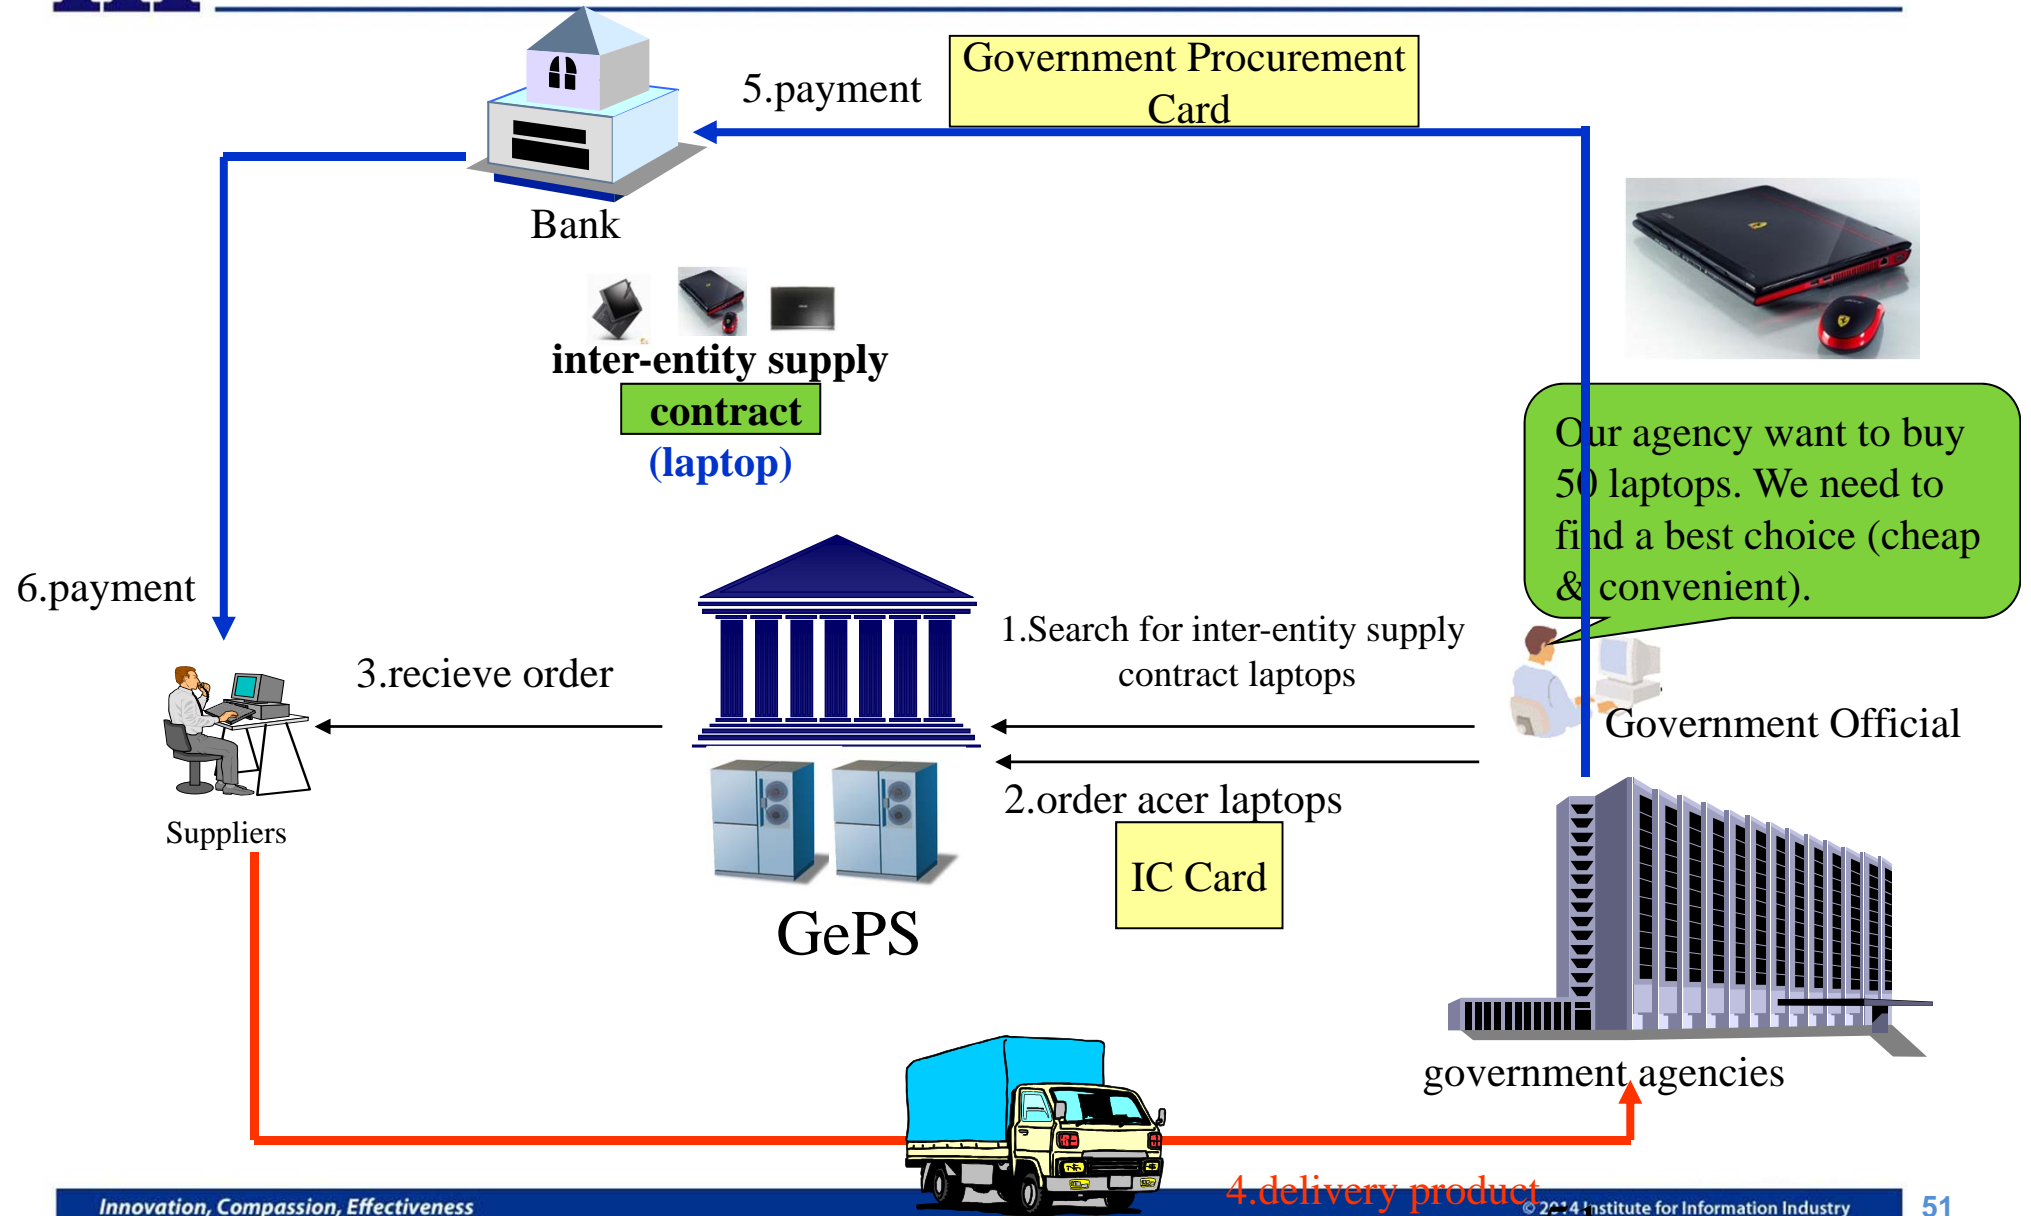 Government Procurement
Card
5.payment
Bank
inter-entity supply
contract
(laptop)
Our agency want to buy
50 laptops. We need to
find a best choice (cheap
& convenient).
6.payment
1.Search for inter-entity supply
contract laptops
3.recieve order
Government Official
2.order acer laptops
Suppliers
IC Card
GePS
government agencies
4.delivery product
Innovation, Compassion, Effectiveness
© 2014 Institute for Information Industry
51